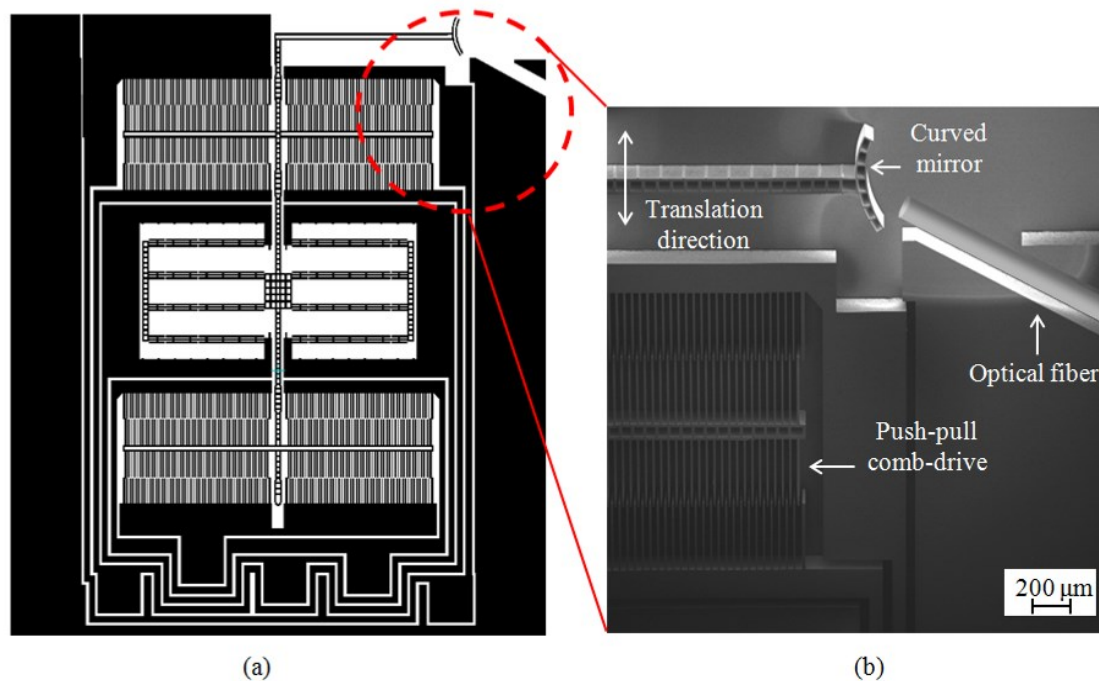 Curved
mirror
Translation
direction
Optical fiber
Push-pull
comb-drive
200 μm
(a)
(b)